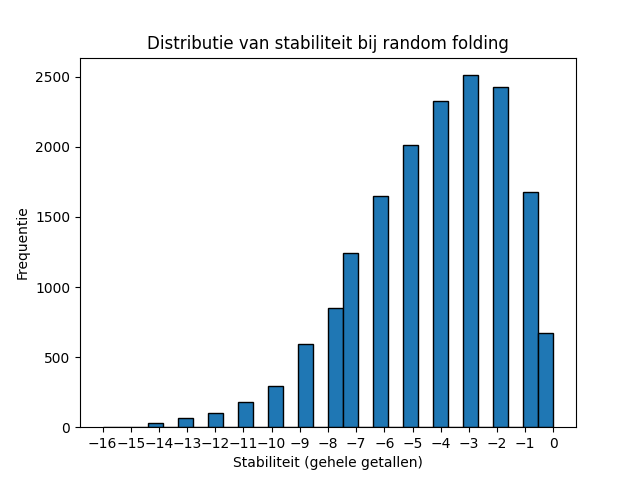 Distributie van stabiliteit bij random folding
Frequentie
2500
2000
1500
1000
500
0
−16 −15 −14 −13 −12 −11 −10 −9 −8 −7 −6 −5 −4 −3 −2 −1 0
Stabiliteit (gehele getallen)